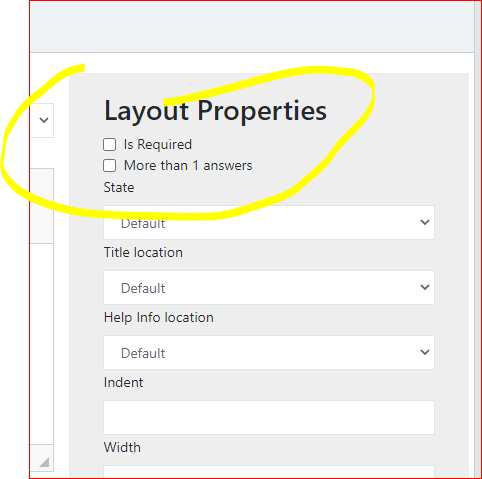 Layout Properties
Is Required
More than 1 answers
State
Default
Title location
Default
Help Info location
Default
Indent
Width